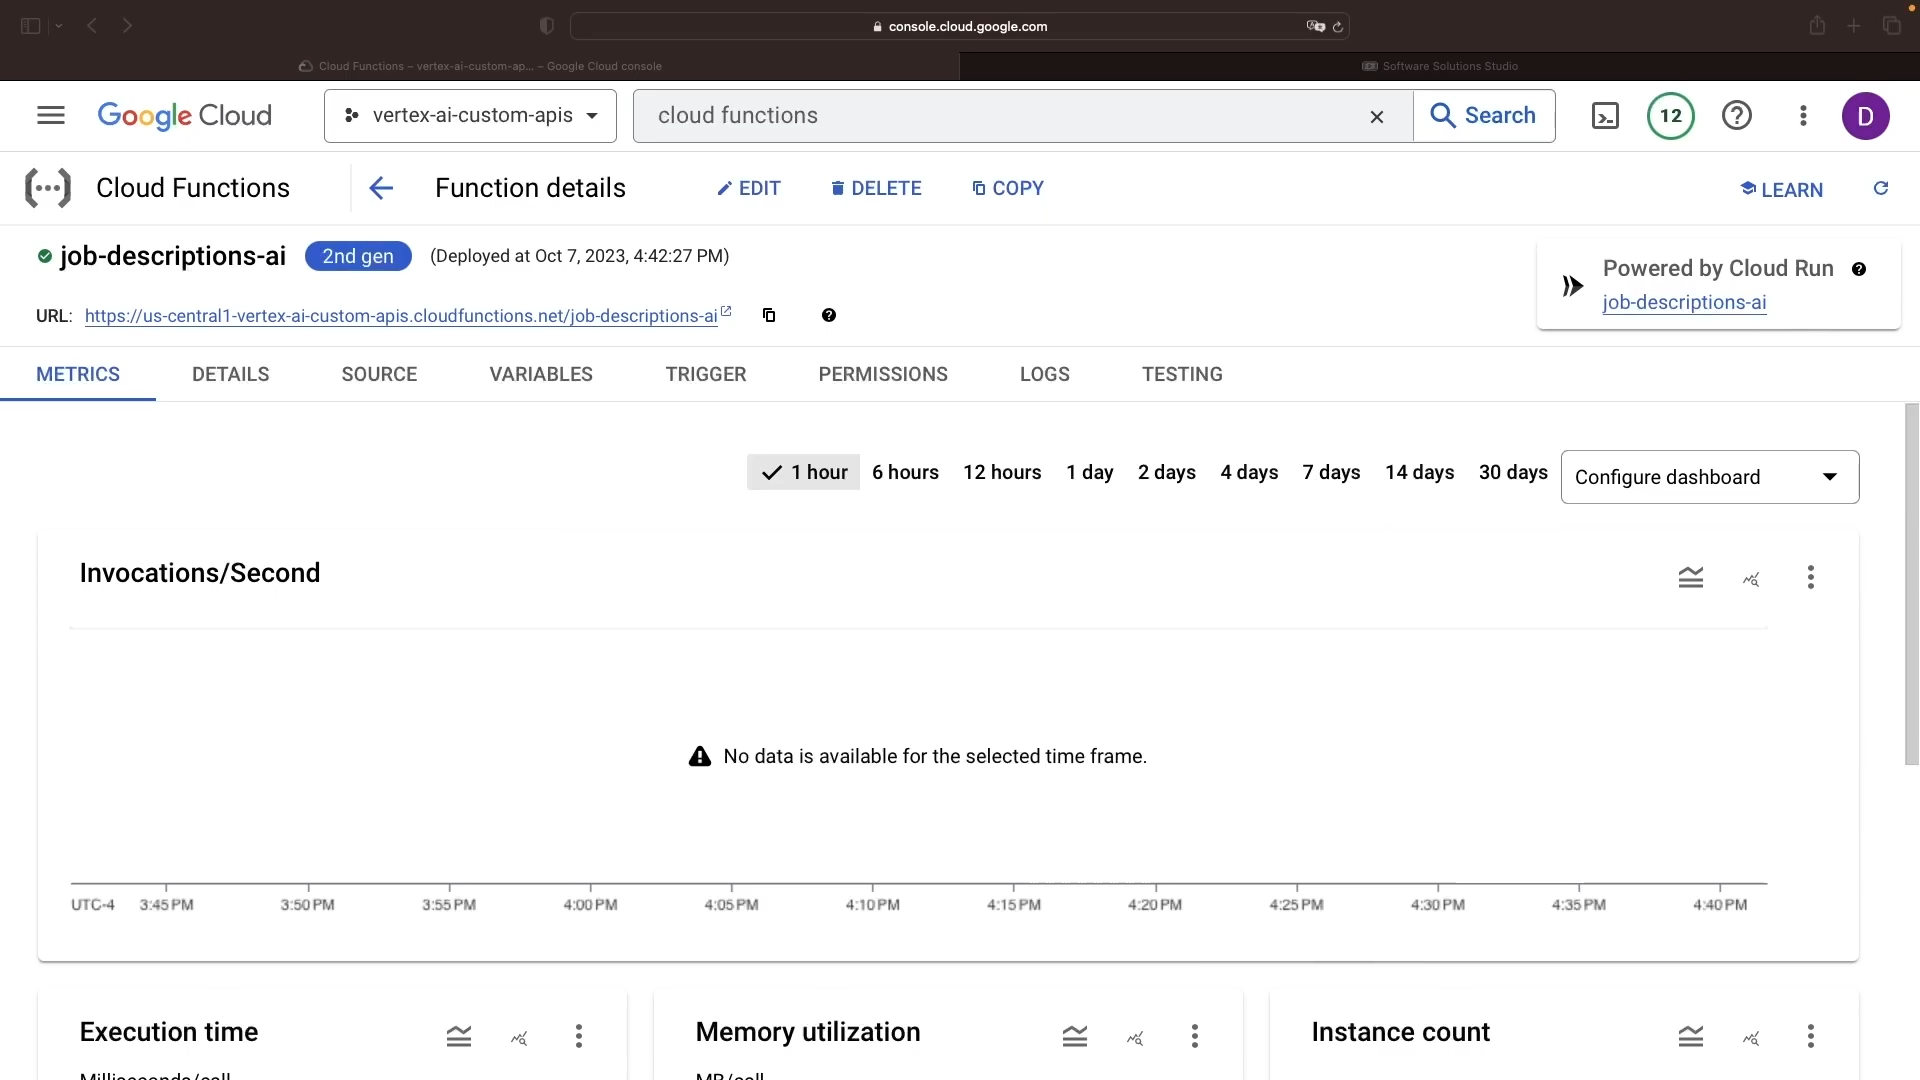 console.cloud.google.com
Cloud Functions – vertex-ai-custom-ap... – Google Cloud console
Software Solutions Studio
Google Cloud
vertex-ai-custom-apis
cloud functions
Search
12
D
Cloud Functions
Function details
EDIT
DELETE
COPY
LEARN
job-descriptions-ai
2nd gen
(Deployed at Oct 7, 2023, 4:42:27 PM)
Powered by Cloud Run
job-descriptions-ai
URL: https://us-central1-vertex-ai-custom-apis.cloudfunctions.net/job-descriptions-ai
METRICS
DETAILS
SOURCE
VARIABLES
TRIGGER
PERMISSIONS
LOGS
TESTING
1 hour
6 hours
12 hours
1 day
2 days
4 days
7 days
14 days
30 days
Configure dashboard
Invocations/Second
No data is available for the selected time frame.
UTC-4 3:45 PM 3:50 PM 3:55 PM 4:00 PM 4:05 PM 4:10 PM 4:15 PM 4:20 PM 4:25 PM 4:30 PM 4:35 PM 4:40 PM
Execution time
Memory utilization
Instance count
Milliseconds/call
MB/call